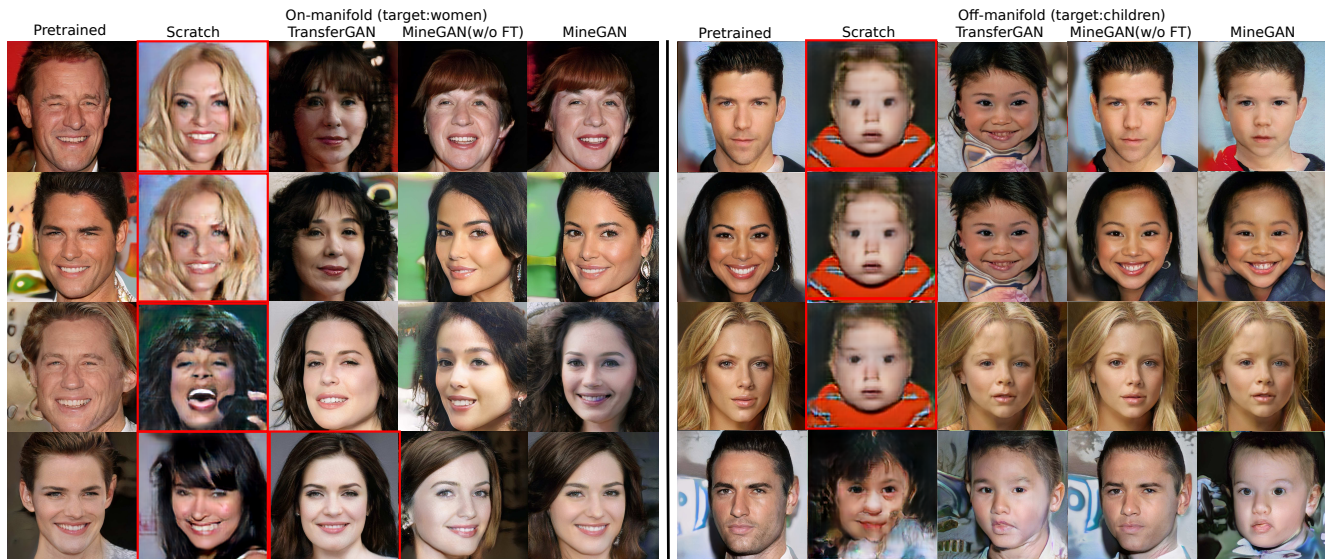 On-manifold (target:women)
Pretrained Scratch TransferGAN MineGAN(w/o FT) MineGAN
Off-manifold (target:children)
Pretrained Scratch TransferGAN MineGAN(w/o FT) MineGAN